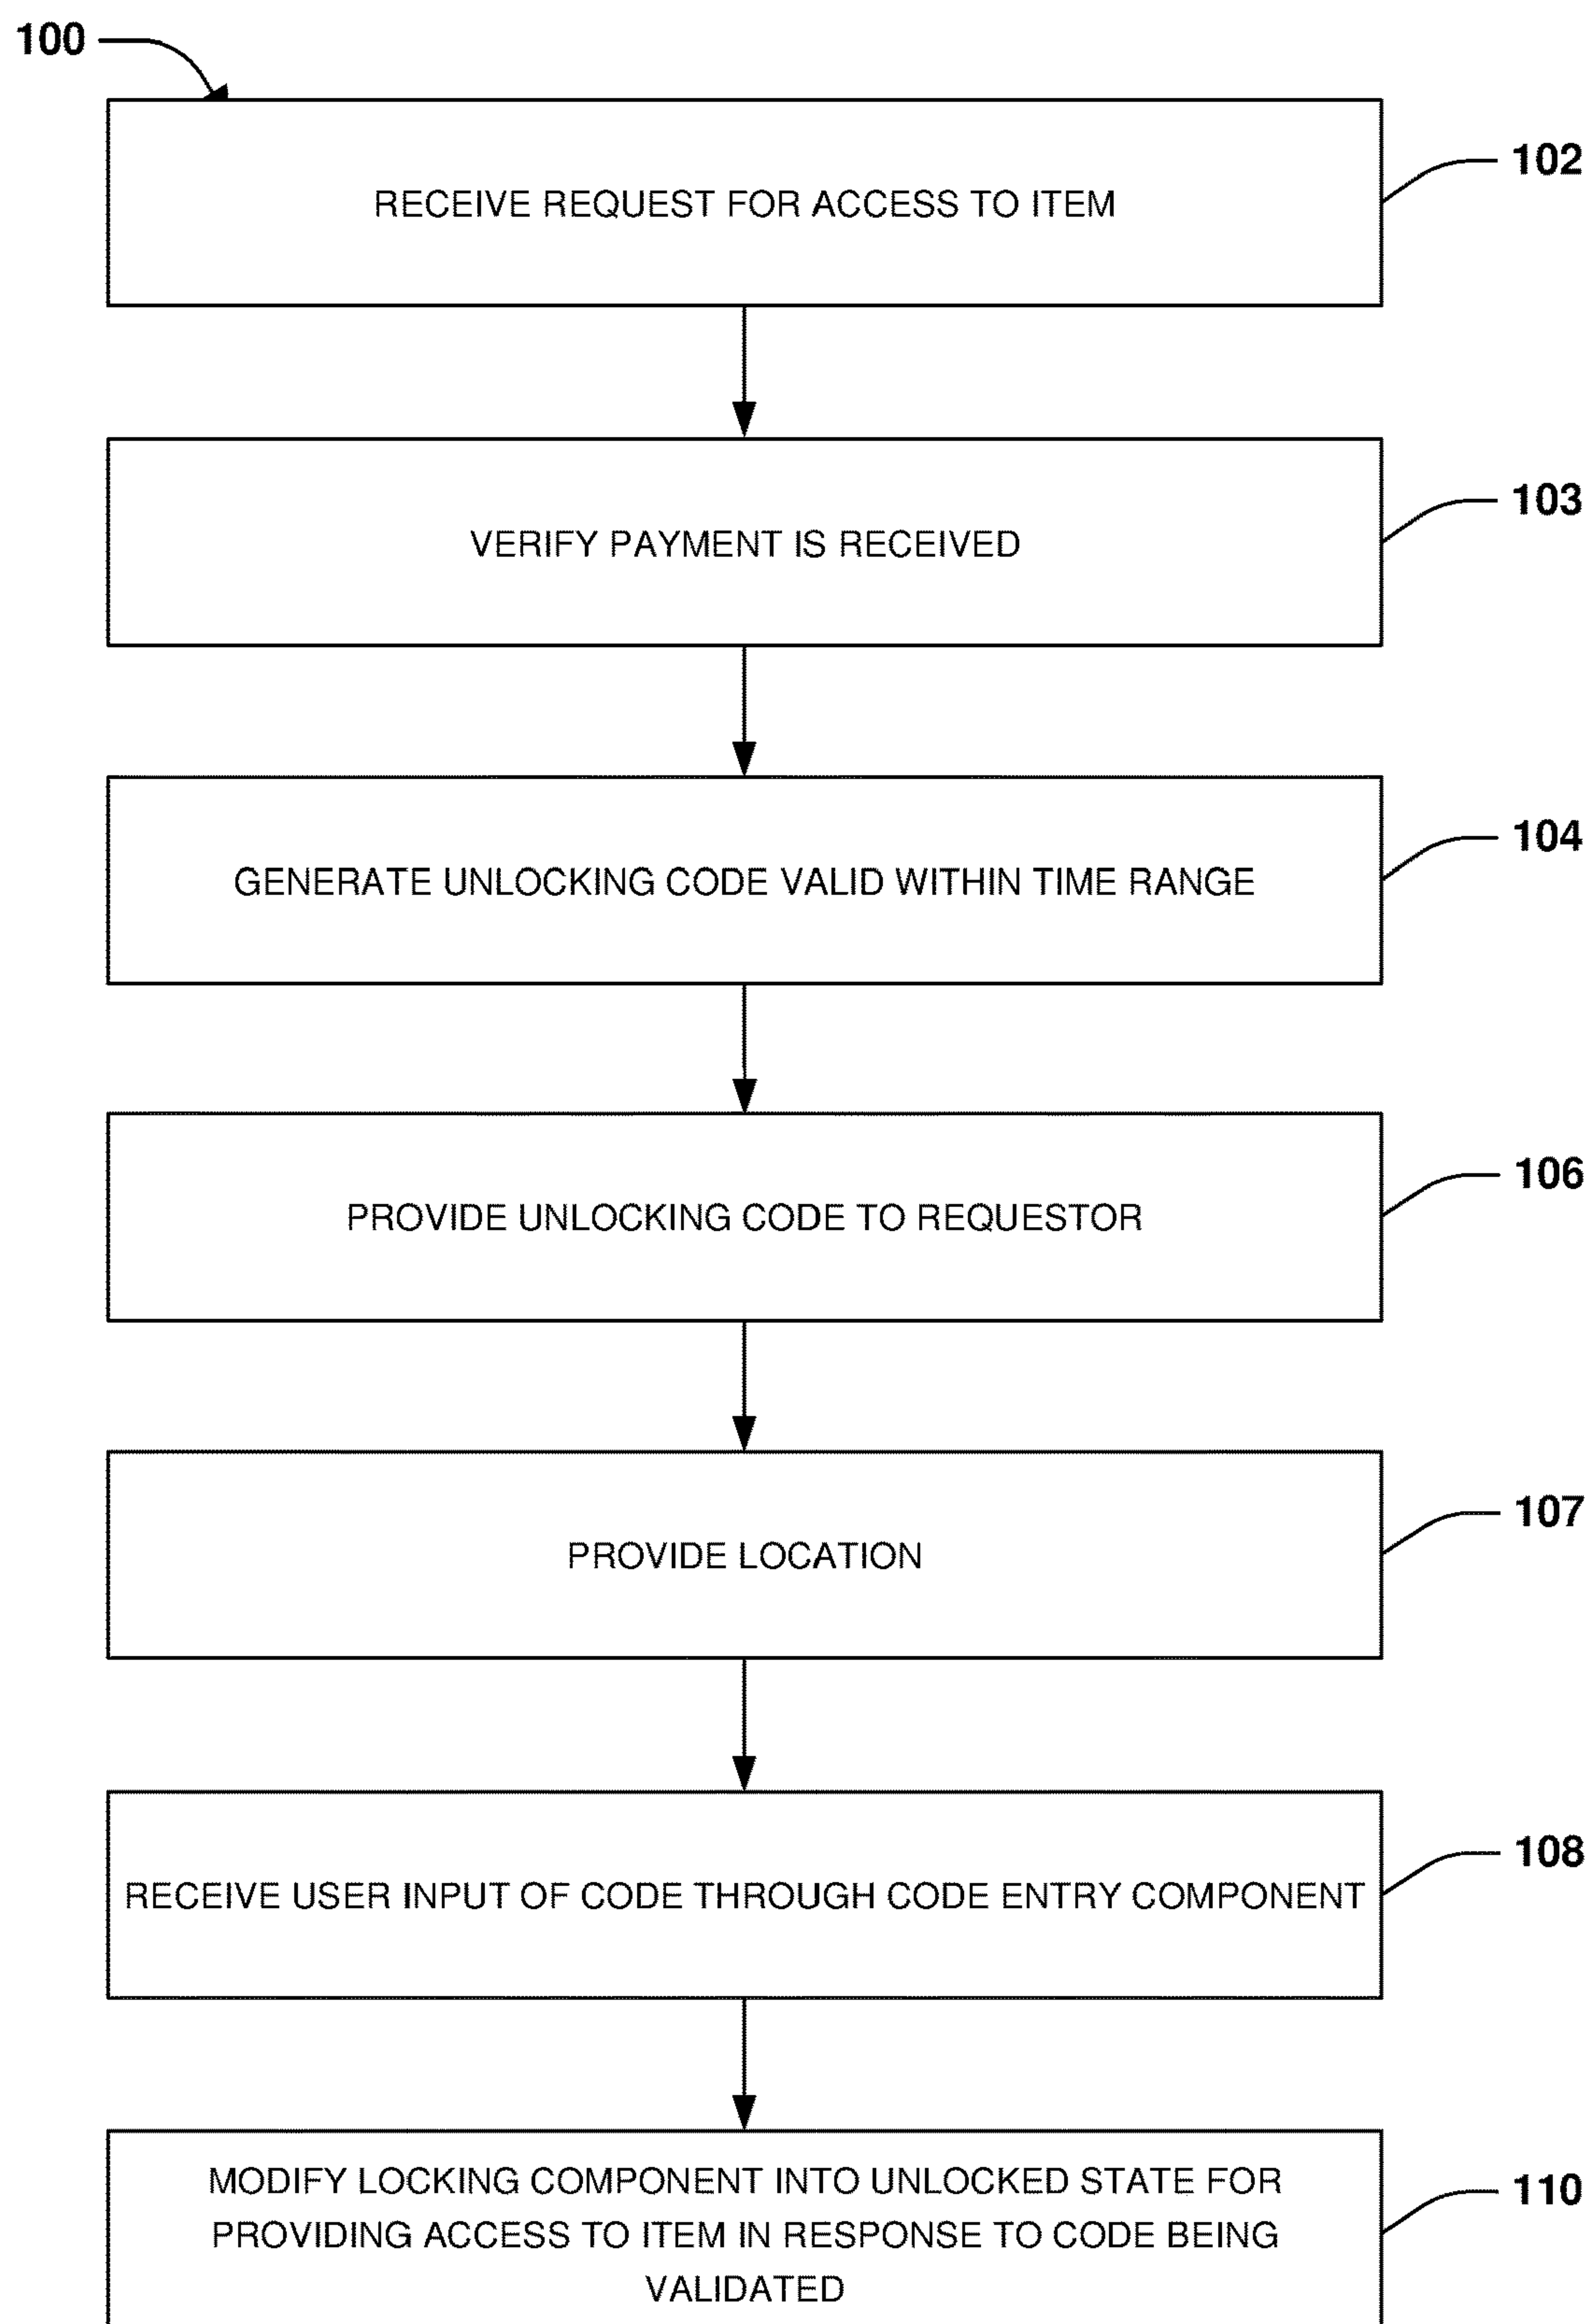 100
102
RECEIVE REQUEST FOR ACCESS TO ITEM
103
VERIFY PAYMENT IS RECEIVED
104
GENERATE UNLOCKING CODE VALID WITHIN TIME RANGE
106
PROVIDE UNLOCKING CODE TO REQUESTOR
107
PROVIDE LOCATION
108
RECEIVE USER INPUT OF CODE THROUGH CODE ENTRY COMPONENT
110
MODIFY LOCKING COMPONENT INTO UNLOCKED STATE FOR
PROVIDING ACCESS TO ITEM IN RESPONSE TO CODE BEING
VALIDATED